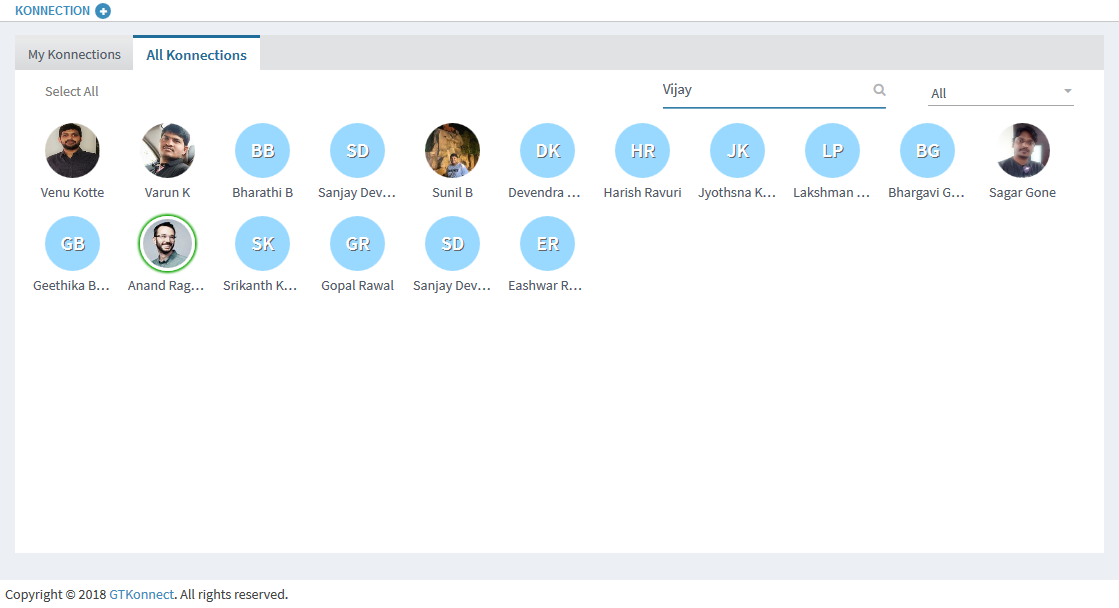 KONNECTION
My Konnections All Konnections
Select All Vijay All
BB SD DK HR JK LP BG
Venu Kotte Varun K Bharathi B Sanjay Dev... Sunil B Devendra ... Harish Ravuri Jyothsna K... Lakshman ... Bhargavi G... Sagar Gone
GB SK GR SD ER
Geethika B... Anand Rag... Srikanth K... Gopal Rawal Sanjay Dev... Eashwar R...
Copyright © 2018 GTKonnect. All rights reserved.